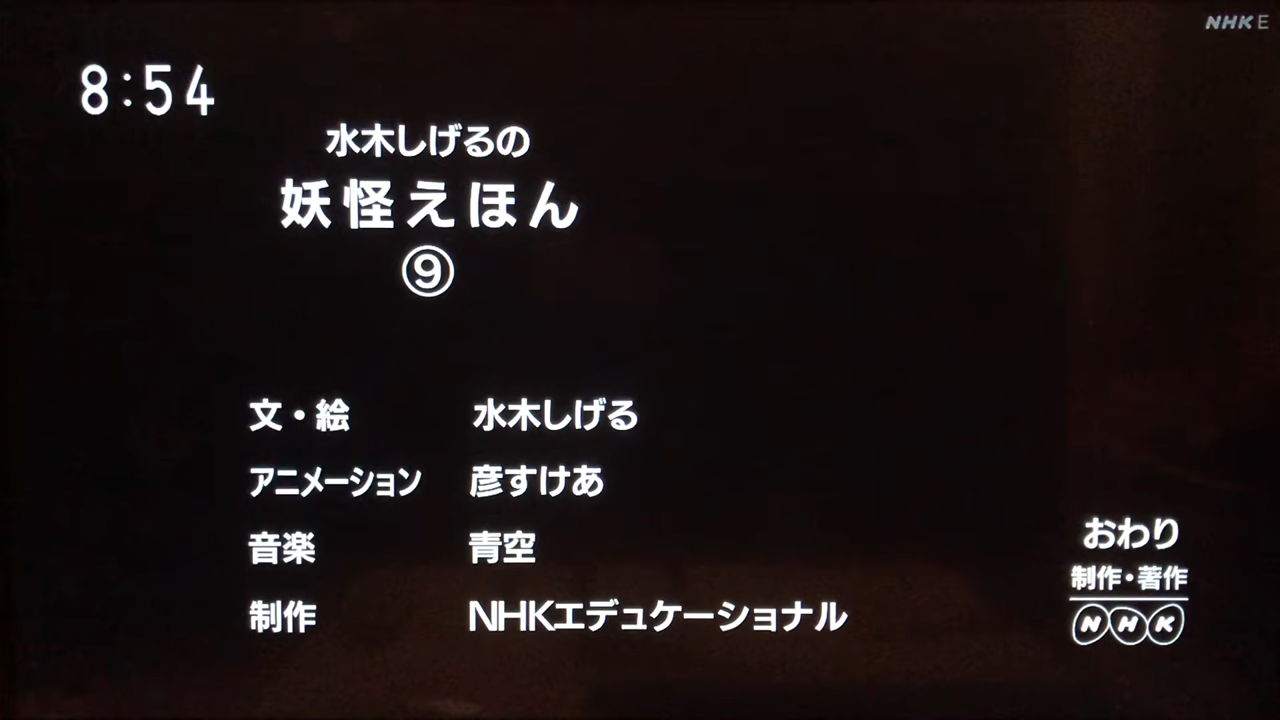 NHK E
8:54
水木しげるの
妖怪えほん
⑨
文・絵 水木しげる
アニメーション 彦すけあ
音楽 青空
制作 NHKエデュケーショナル
おわり
制作・著作
NHK